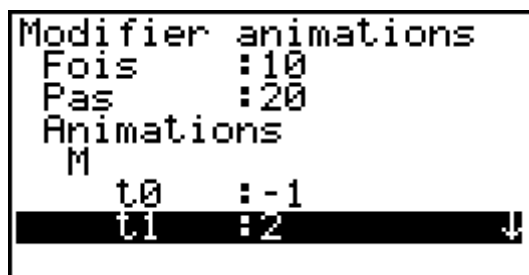 Modifier animations
Fois :10
Pas :20
Animations
M
t0 :-1
t1 :2 ↓